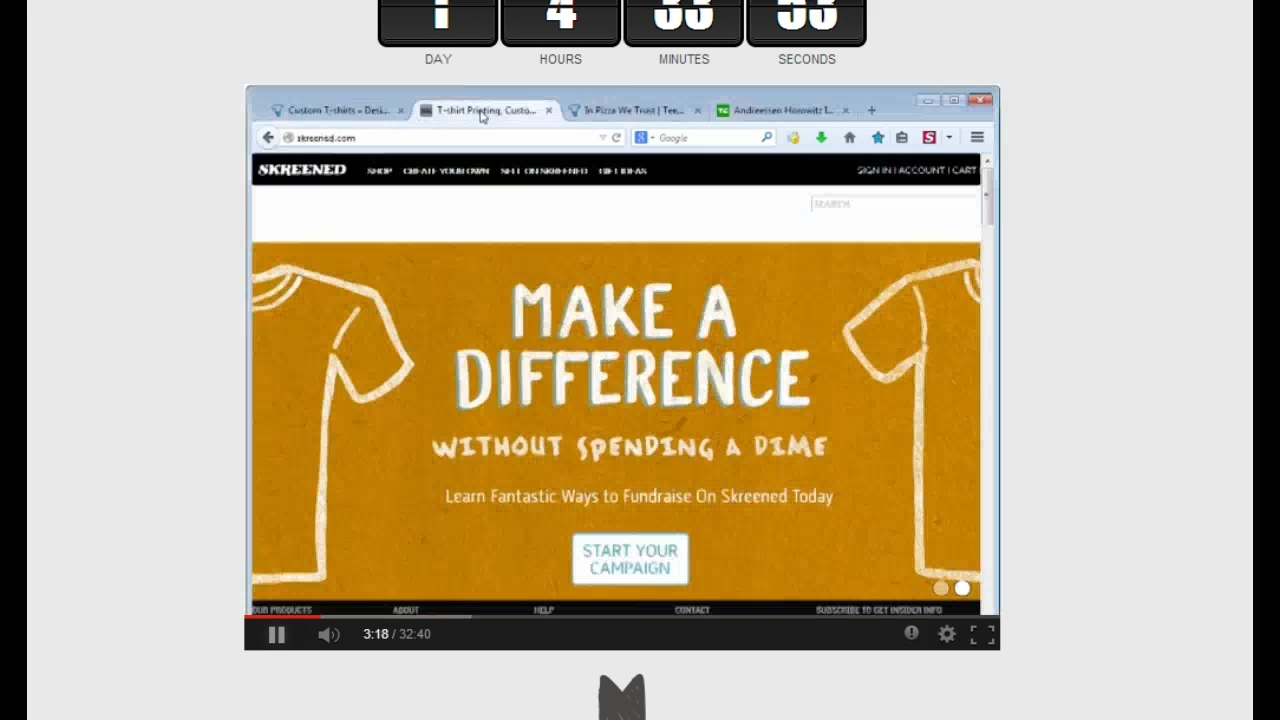 1 4 33 53
DAY HOURS MINUTES SECONDS
Custom T-shirts - Desi... T-shirt Printing, Custo... In Pizza We Trust | Tee... Andreessen Horowitz I...
skreened.com Google
SKREENED SHOP CREATE YOUR OWN SELL ON SKREENED GIFT IDEAS SIGN IN | ACCOUNT | CART
SEARCH
MAKE A
DIFFERENCE
WITHOUT SPENDING A DIME
Learn Fantastic Ways to Fundraise On Skreened Today
START YOUR
CAMPAIGN
OUR PRODUCTS ABOUT HELP CONTACT SUBSCRIBE TO GET INSIDER INFO
3:18 / 32:40